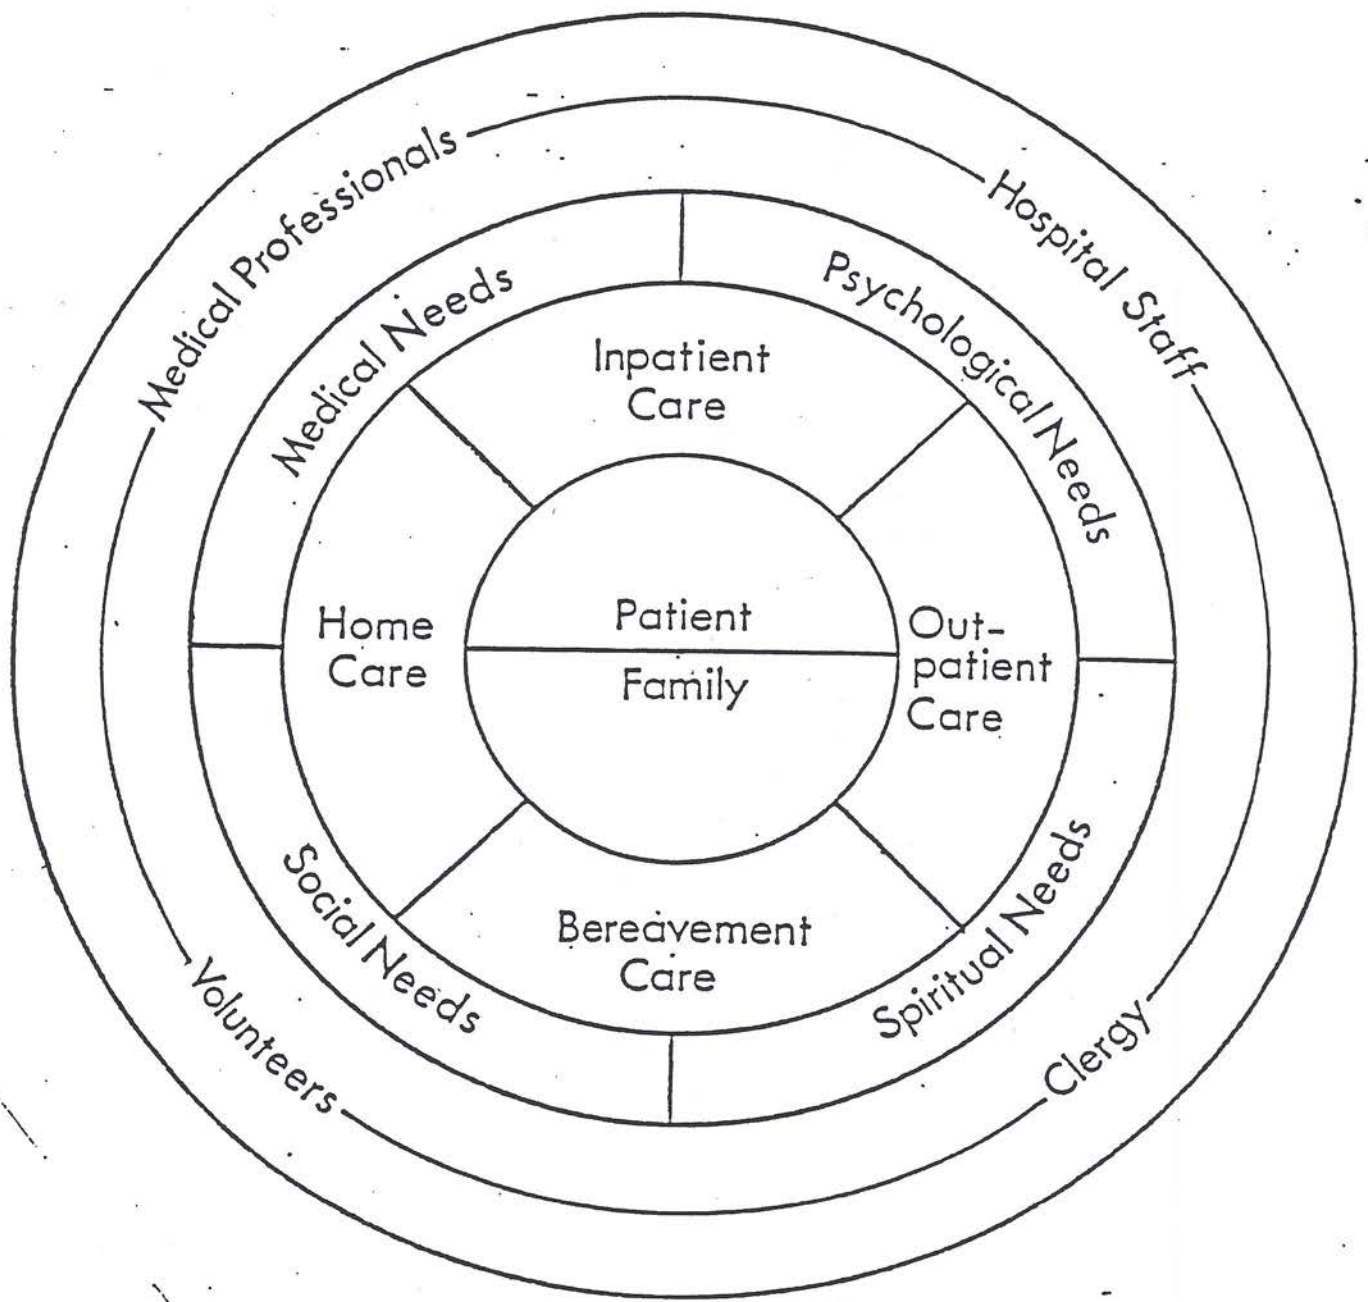 Medical Professionals
Hospital Staff
Medical Needs
Psychological Needs
Inpatient
Care
Home
Care
Patient
Family
Out-
patient
Care
Bereavement
Care
Social Needs
Spiritual Needs
Volunteers
Clergy